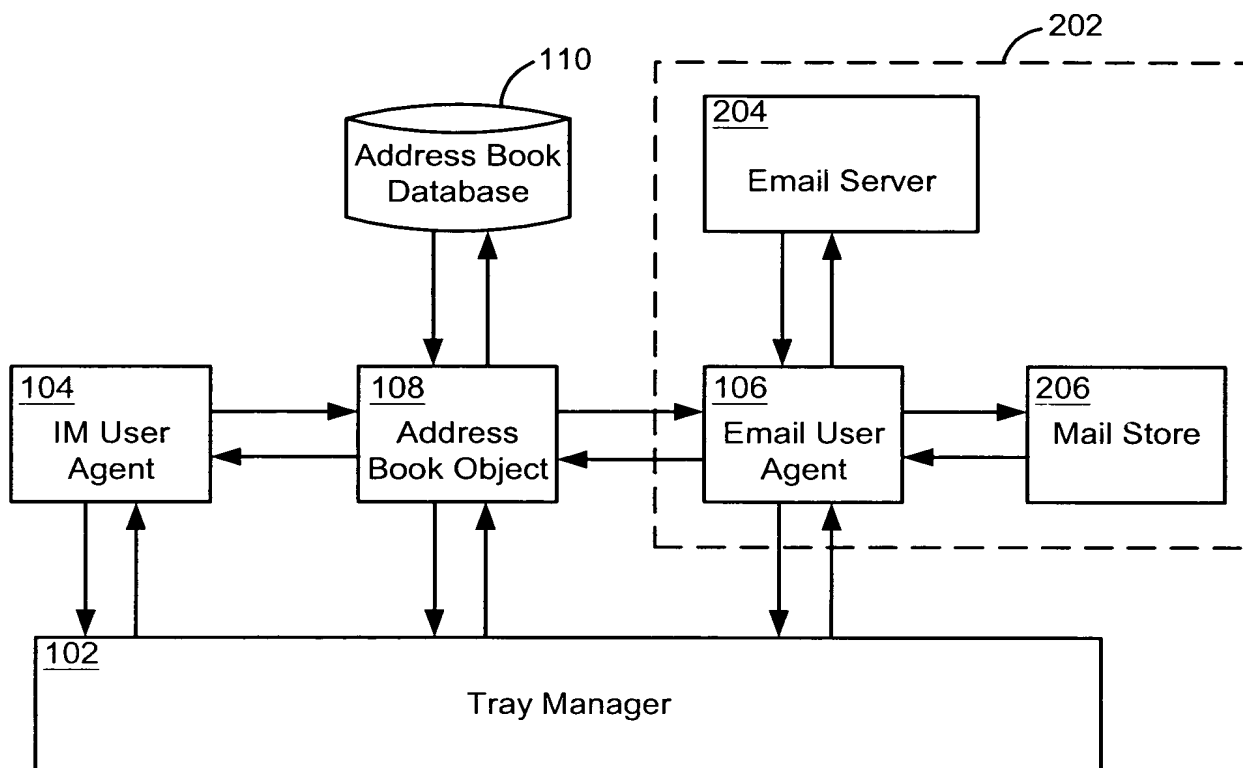 202
110
204
Email Server
Address Book
Database
104
IM User
Agent
108
Address
Book Object
106
Email User
Agent
206
Mail Store
102
Tray Manager